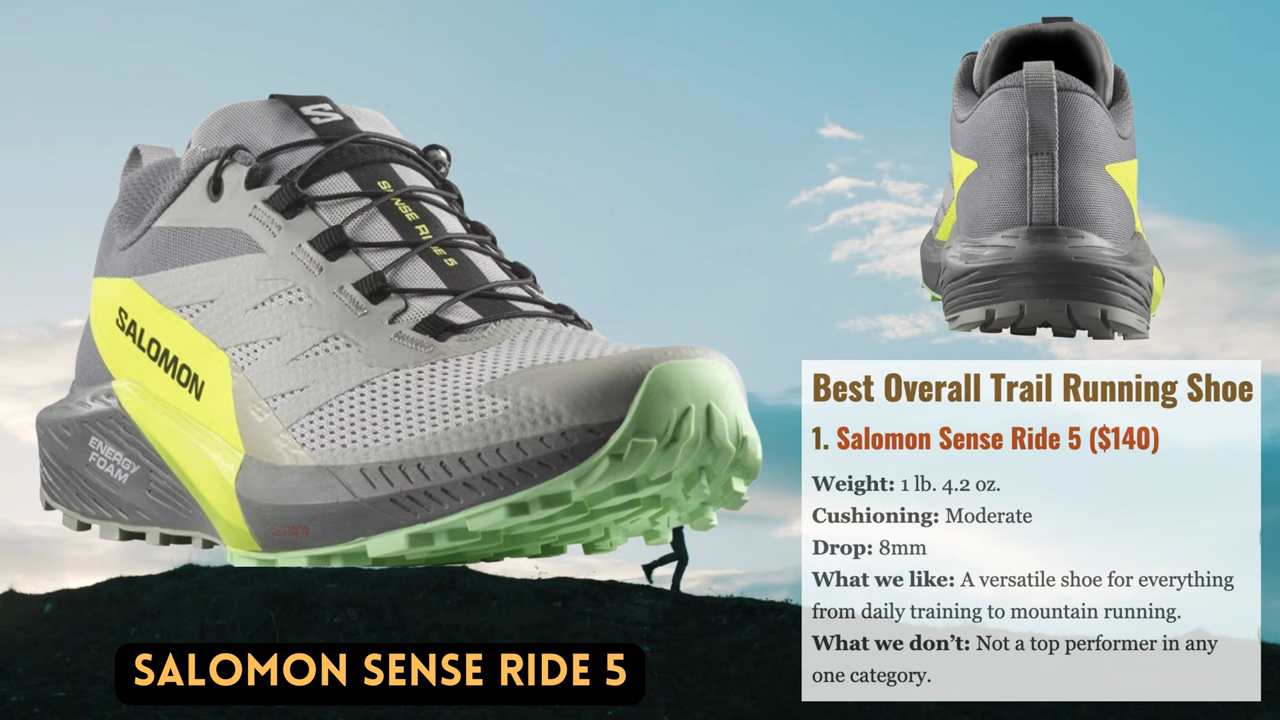 SENSE RIDE 5
SALOMON
ENERGY
FOAM
Best Overall Trail Running Shoe
1. Salomon Sense Ride 5 ($140)
Weight: 1 lb. 4.2 oz.
Cushioning: Moderate
Drop: 8mm
What we like: A versatile shoe for everything
from daily training to mountain running.
What we don’t: Not a top performer in any
one category.
SALOMON SENSE RIDE 5